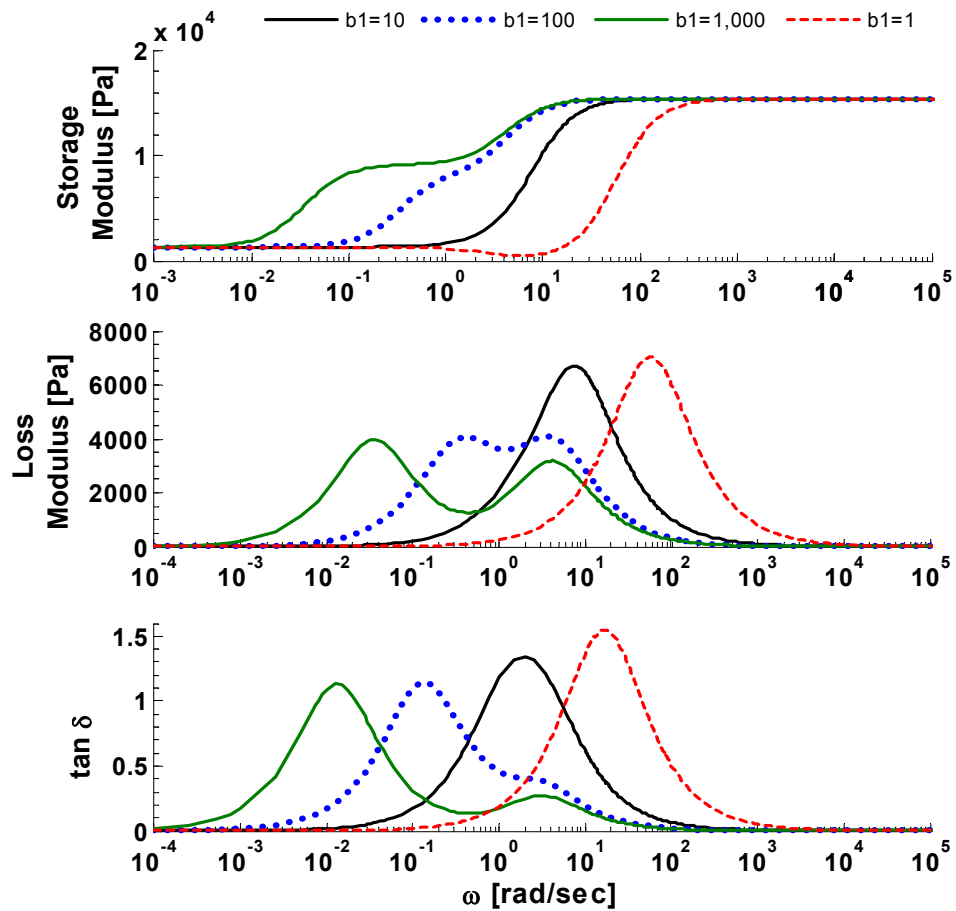 b1=10 b1=100 b1=1,000 b1=1
x 10^4
2
1
0
Storage
Modulus [Pa]
10^-3 10^-2 10^-1 10^0 10^1 10^2 10^3 10^4 10^5
8000
6000
4000
2000
0
Loss
Modulus [Pa]
10^-4 10^-3 10^-2 10^-1 10^0 10^1 10^2 10^3 10^4 10^5
1.5
1
0.5
0
tan δ
10^-4 10^-3 10^-2 10^-1 10^0 10^1 10^2 10^3 10^4 10^5
ω [rad/sec]